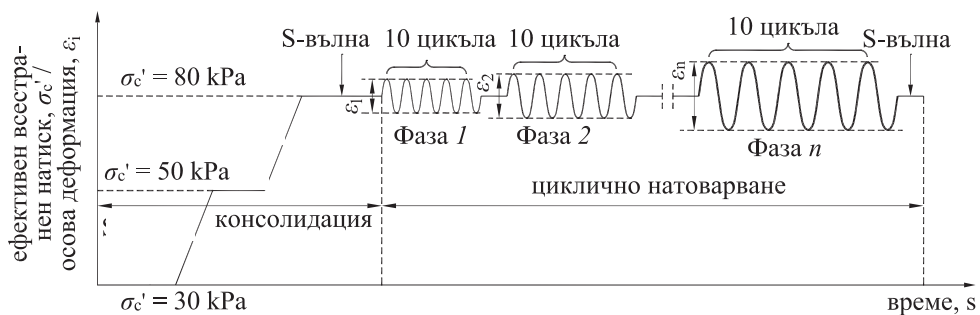 ефективен всестра-
нен натиск, σc' /
осова деформация, εi
S-вълна
10 цикъла
10 цикъла
10 цикъла
S-вълна
σc' = 80 kPa
ε1
ε2
εn
Фаза 1
Фаза 2
Фаза n
σc' = 50 kPa
циклично натоварване
консолидация
σc' = 30 kPa
време, s